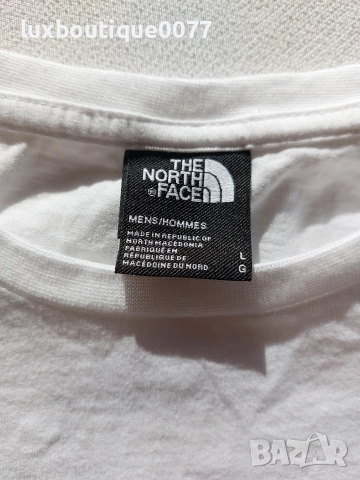 luxboutique0077
THE
NORTH
FACE
MENS/HOMMES
MADE IN REPUBLIC OF
NORTH MACEDONIA
FABRIQUÉ EN
RÉPUBLIQUE DE
MACÉDOINE DU NORD
L
G
BAZAR